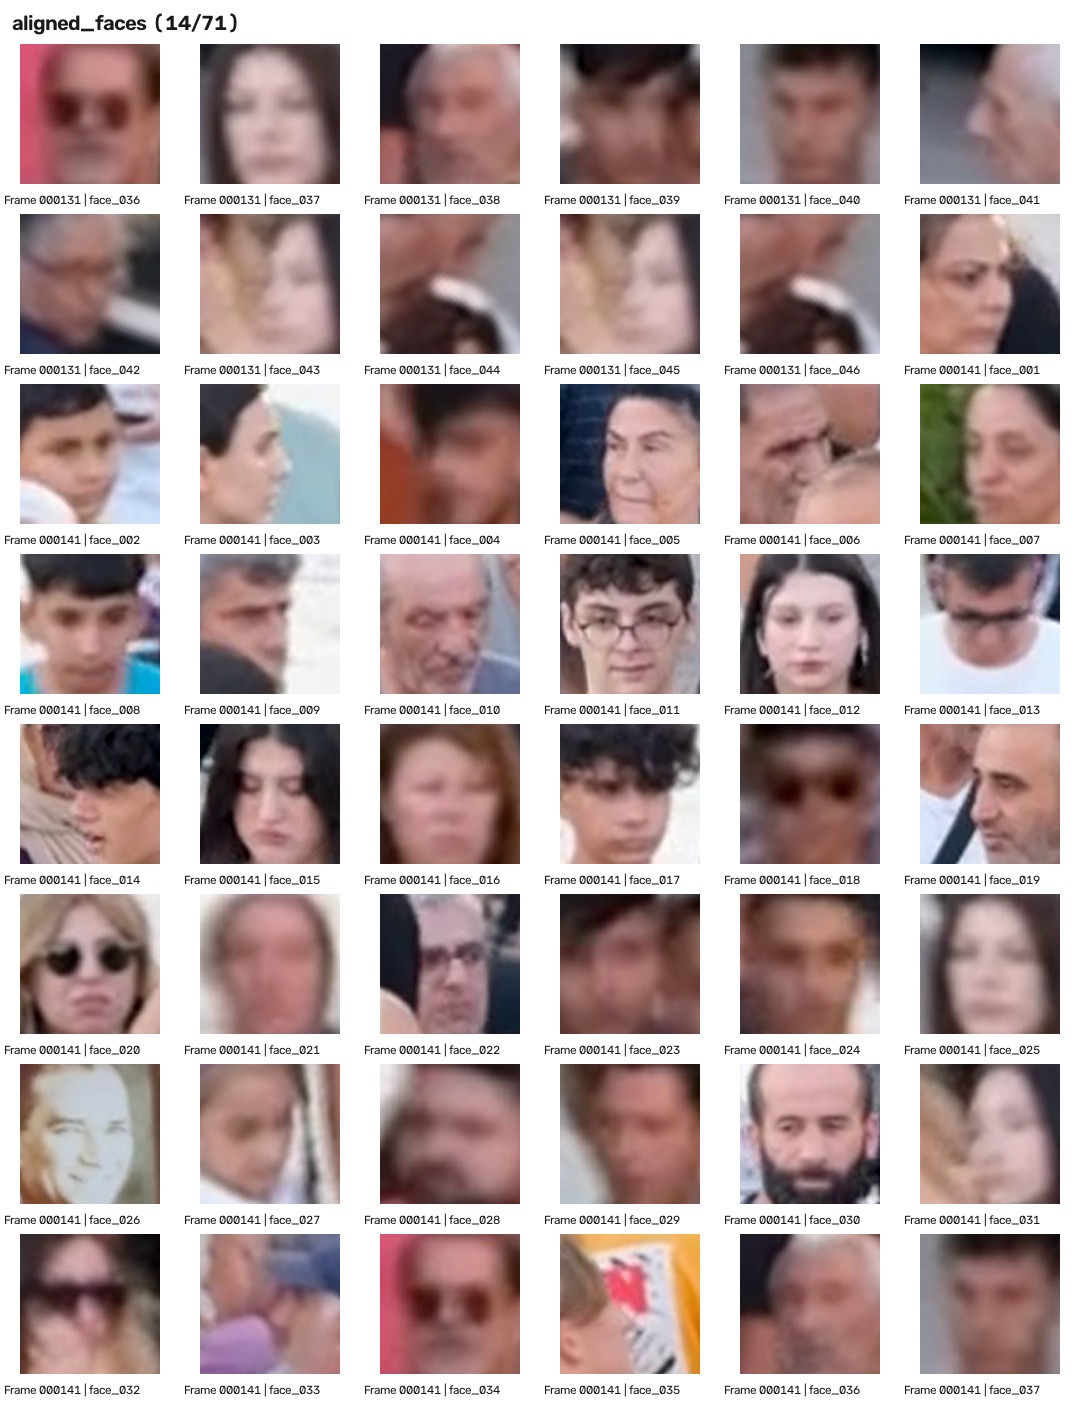 aligned_faces (14/71)
Frame 000131 | face_036
Frame 000131 | face_037
Frame 000131 | face_038
Frame 000131 | face_039
Frame 000131 | face_040
Frame 000131 | face_041
Frame 000131 | face_042
Frame 000131 | face_043
Frame 000131 | face_044
Frame 000131 | face_045
Frame 000131 | face_046
Frame 000141 | face_001
Frame 000141 | face_002
Frame 000141 | face_003
Frame 000141 | face_004
Frame 000141 | face_005
Frame 000141 | face_006
Frame 000141 | face_007
Frame 000141 | face_008
Frame 000141 | face_009
Frame 000141 | face_010
Frame 000141 | face_011
Frame 000141 | face_012
Frame 000141 | face_013
Frame 000141 | face_014
Frame 000141 | face_015
Frame 000141 | face_016
Frame 000141 | face_017
Frame 000141 | face_018
Frame 000141 | face_019
Frame 000141 | face_020
Frame 000141 | face_021
Frame 000141 | face_022
Frame 000141 | face_023
Frame 000141 | face_024
Frame 000141 | face_025
Frame 000141 | face_026
Frame 000141 | face_027
Frame 000141 | face_028
Frame 000141 | face_029
Frame 000141 | face_030
Frame 000141 | face_031
Frame 000141 | face_032
Frame 000141 | face_033
Frame 000141 | face_034
Frame 000141 | face_035
Frame 000141 | face_036
Frame 000141 | face_037